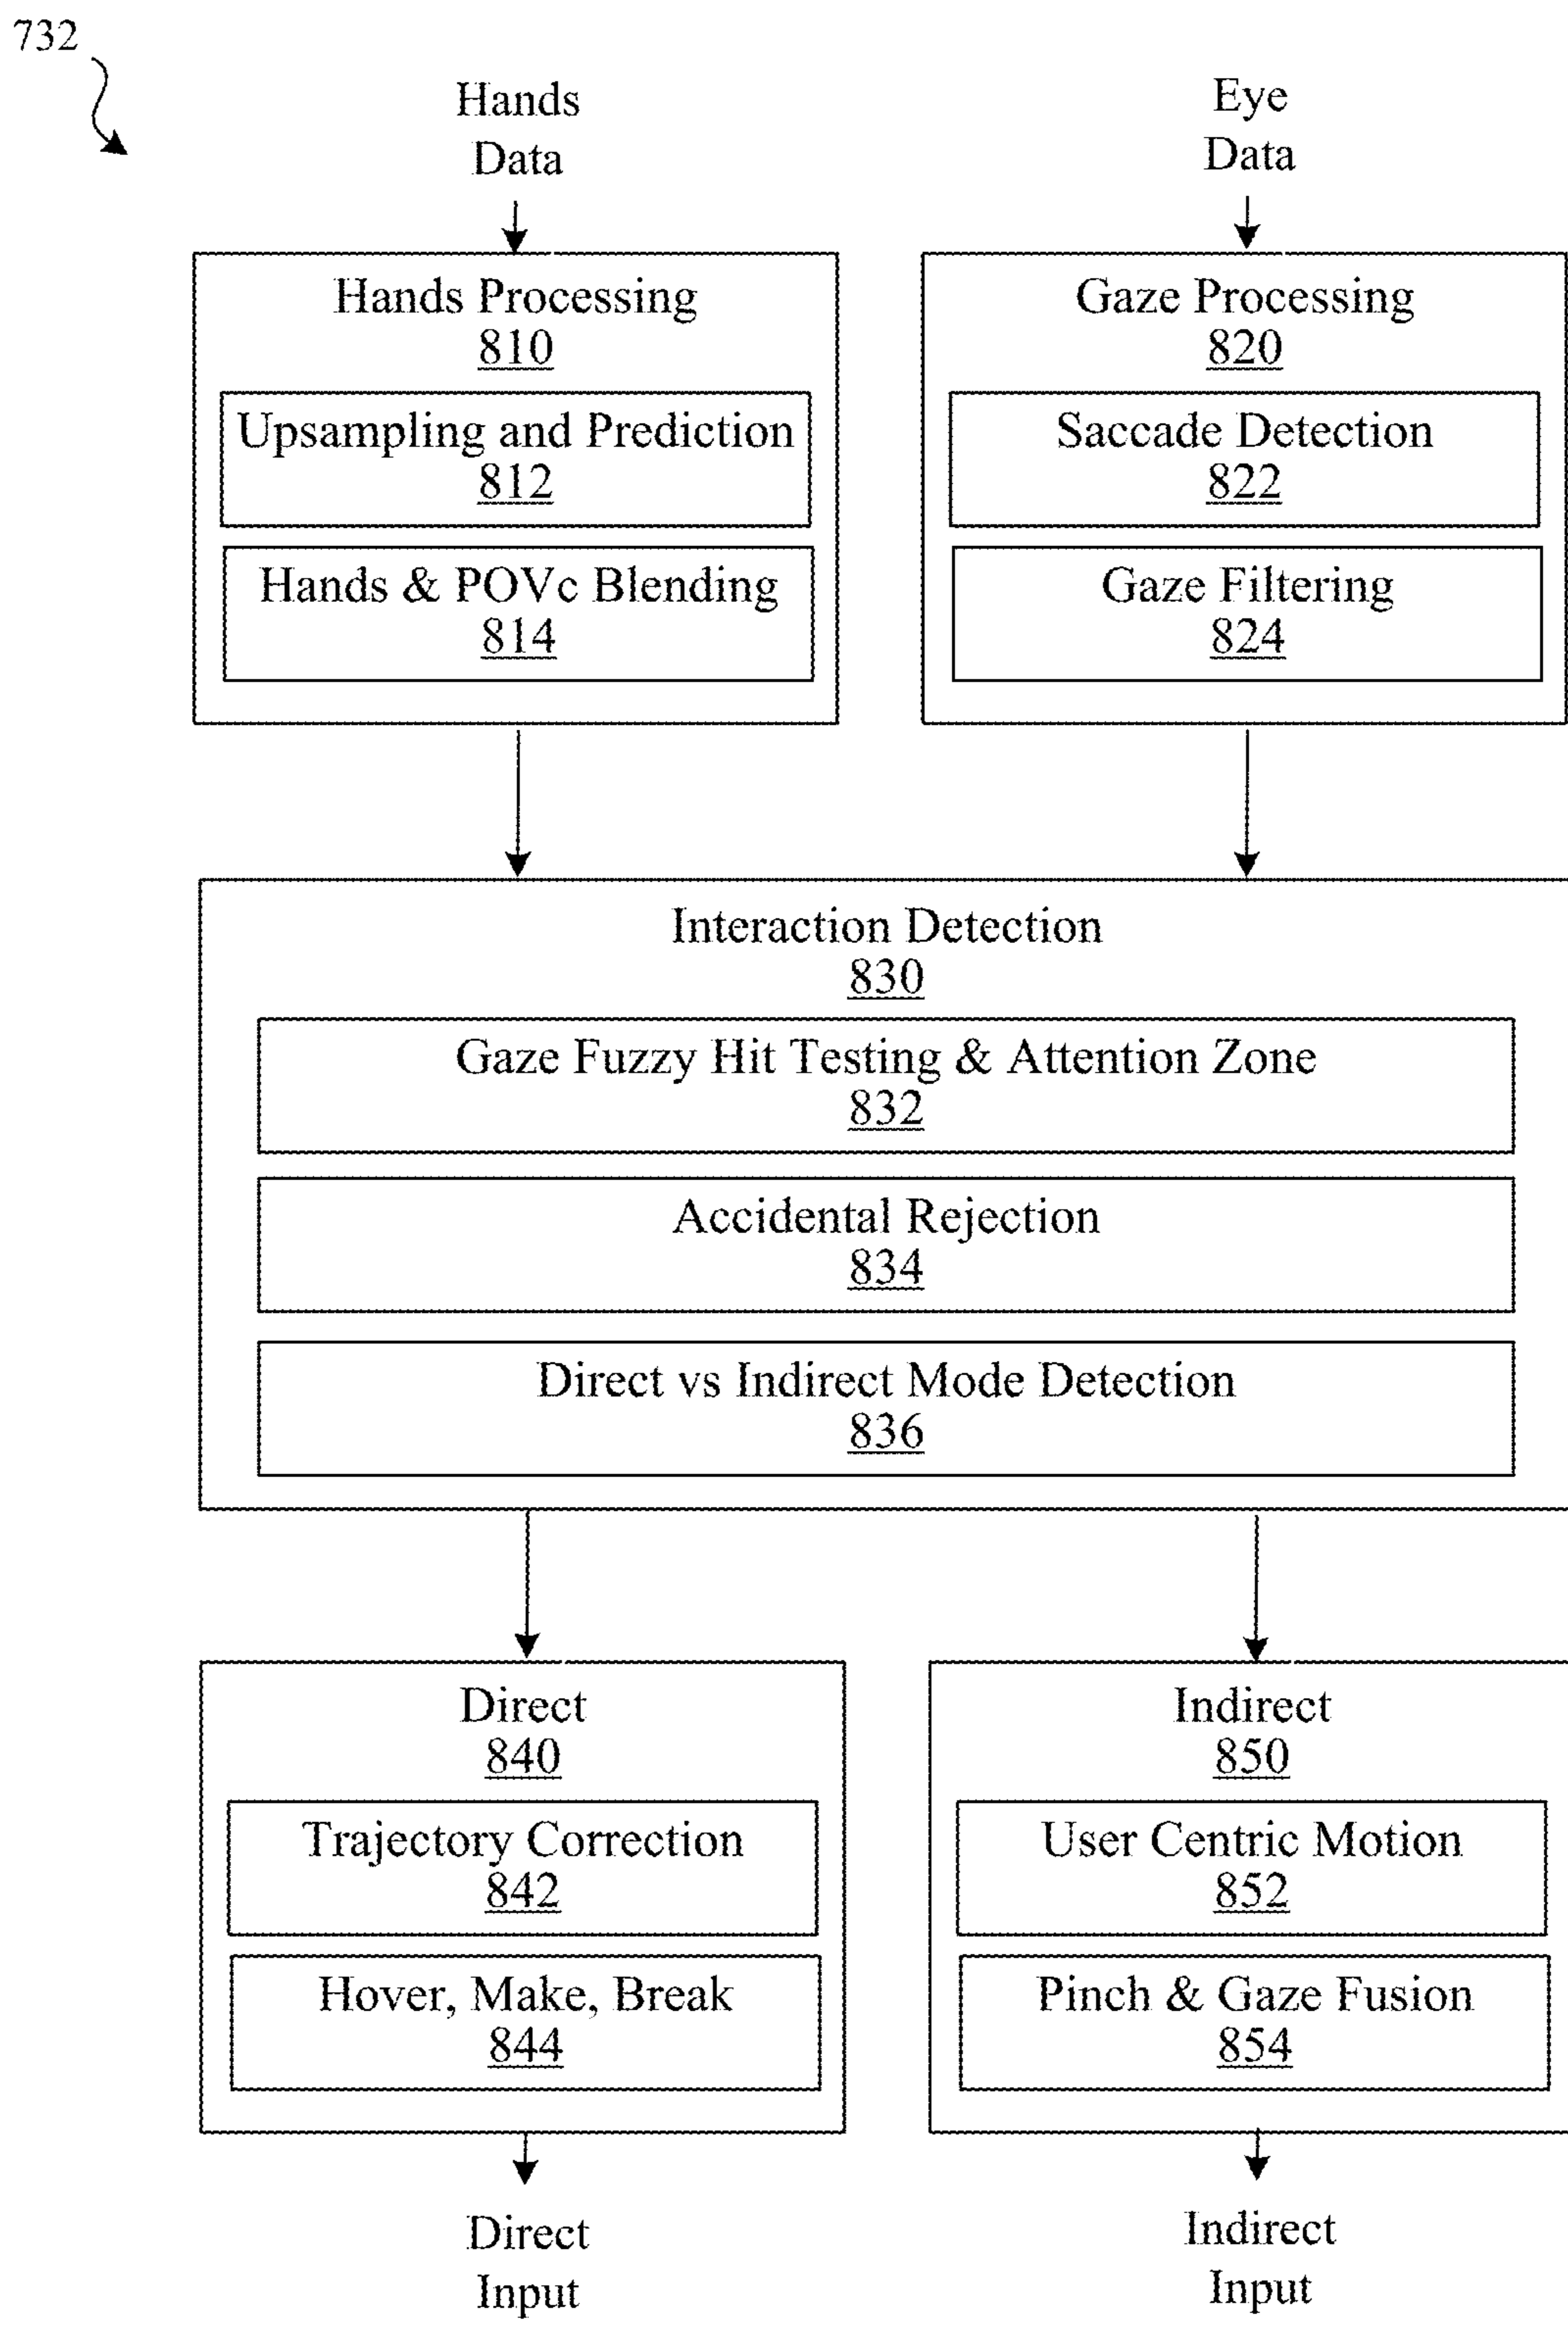 732
Hands
Data
Eye
Data
Hands Processing
810
Upsampling and Prediction
812
Hands & POVc Blending
814
Gaze Processing
820
Saccade Detection
822
Gaze Filtering
824
Interaction Detection
830
Gaze Fuzzy Hit Testing & Attention Zone
832
Accidental Rejection
834
Direct vs Indirect Mode Detection
836
Direct
840
Trajectory Correction
842
Hover, Make, Break
844
Indirect
850
User Centric Motion
852
Pinch & Gaze Fusion
854
Direct
Input
Indirect
Input